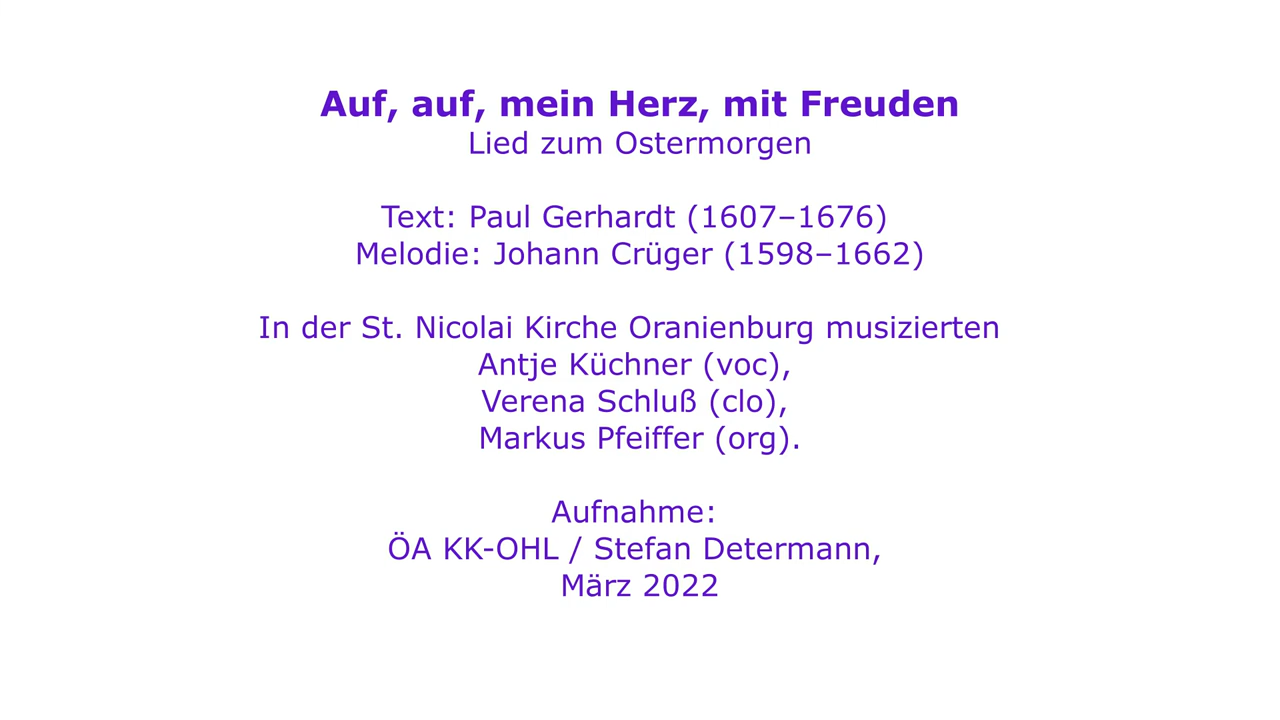 Auf, auf, mein Herz, mit Freuden
Lied zum Ostermorgen
Text: Paul Gerhardt (1607–1676)
Melodie: Johann Crüger (1598–1662)
In der St. Nicolai Kirche Oranienburg musizierten
Antje Küchner (voc),
Verena Schluß (clo),
Markus Pfeiffer (org).
Aufnahme:
ÖA KK-OHL / Stefan Determann,
März 2022